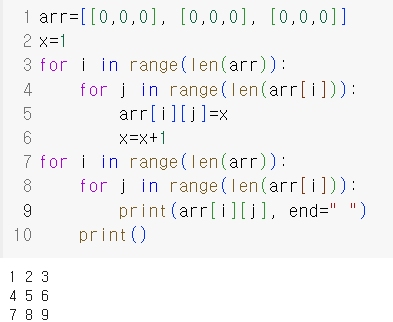 1 arr=[[0,0,0], [0,0,0], [0,0,0]]
2 x=1
3 for i in range(len(arr)):
4     for j in range(len(arr[i])):
5         arr[i][j]=x
6         x=x+1
7 for i in range(len(arr)):
8     for j in range(len(arr[i])):
9         print(arr[i][j], end=" ")
10     print()
1 2 3
4 5 6
7 8 9